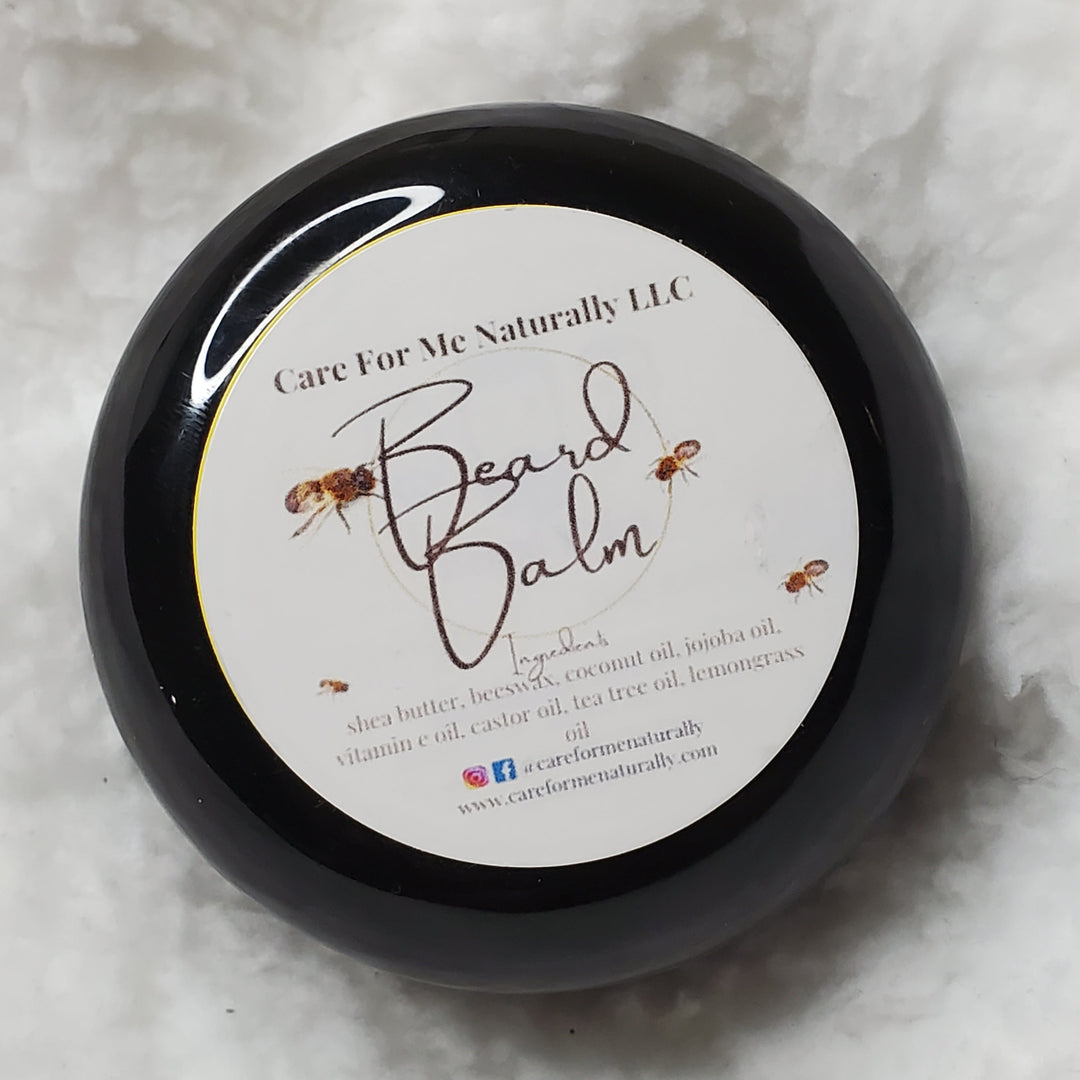 Care For Me Naturally LLC
Beard
Balm
Ingredients
shea butter, beeswax, coconut oil, jojoba oil,
vitamin e oil, castor oil, tea tree oil, lemongrass
oil
@careformenaturally
www.careformenaturally.com